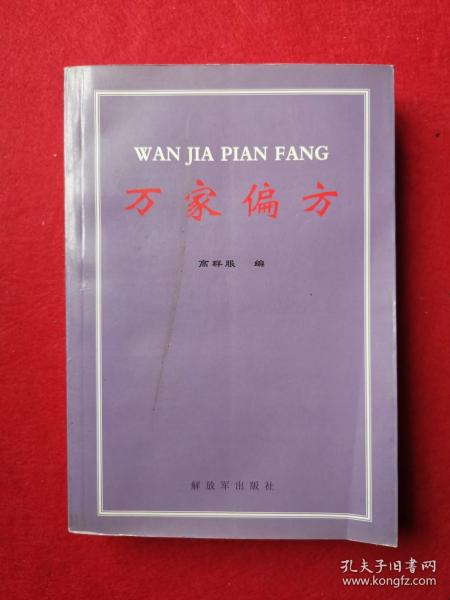 WAN JIA PIAN FANG
万家偏方
高群服 编
解放军出版社
孔夫子旧书网
www.kongfz.com